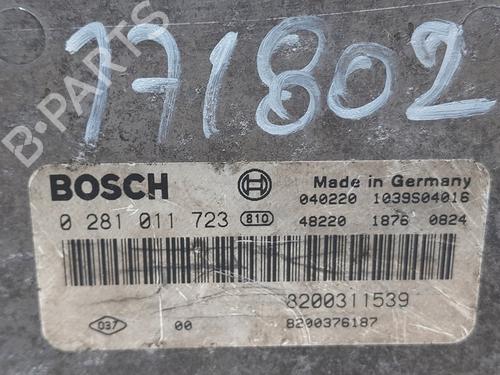 771802
B-PARTS
BOSCH
Made in Germany
040220 1039S04016
0 281 011 723 810
48220 1876 0824
8200311539
037 00 8200376187